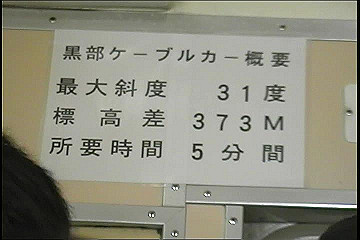 黒部ケーブルカー概要
最大斜度 31度
標高差 373M
所要時間 5分間